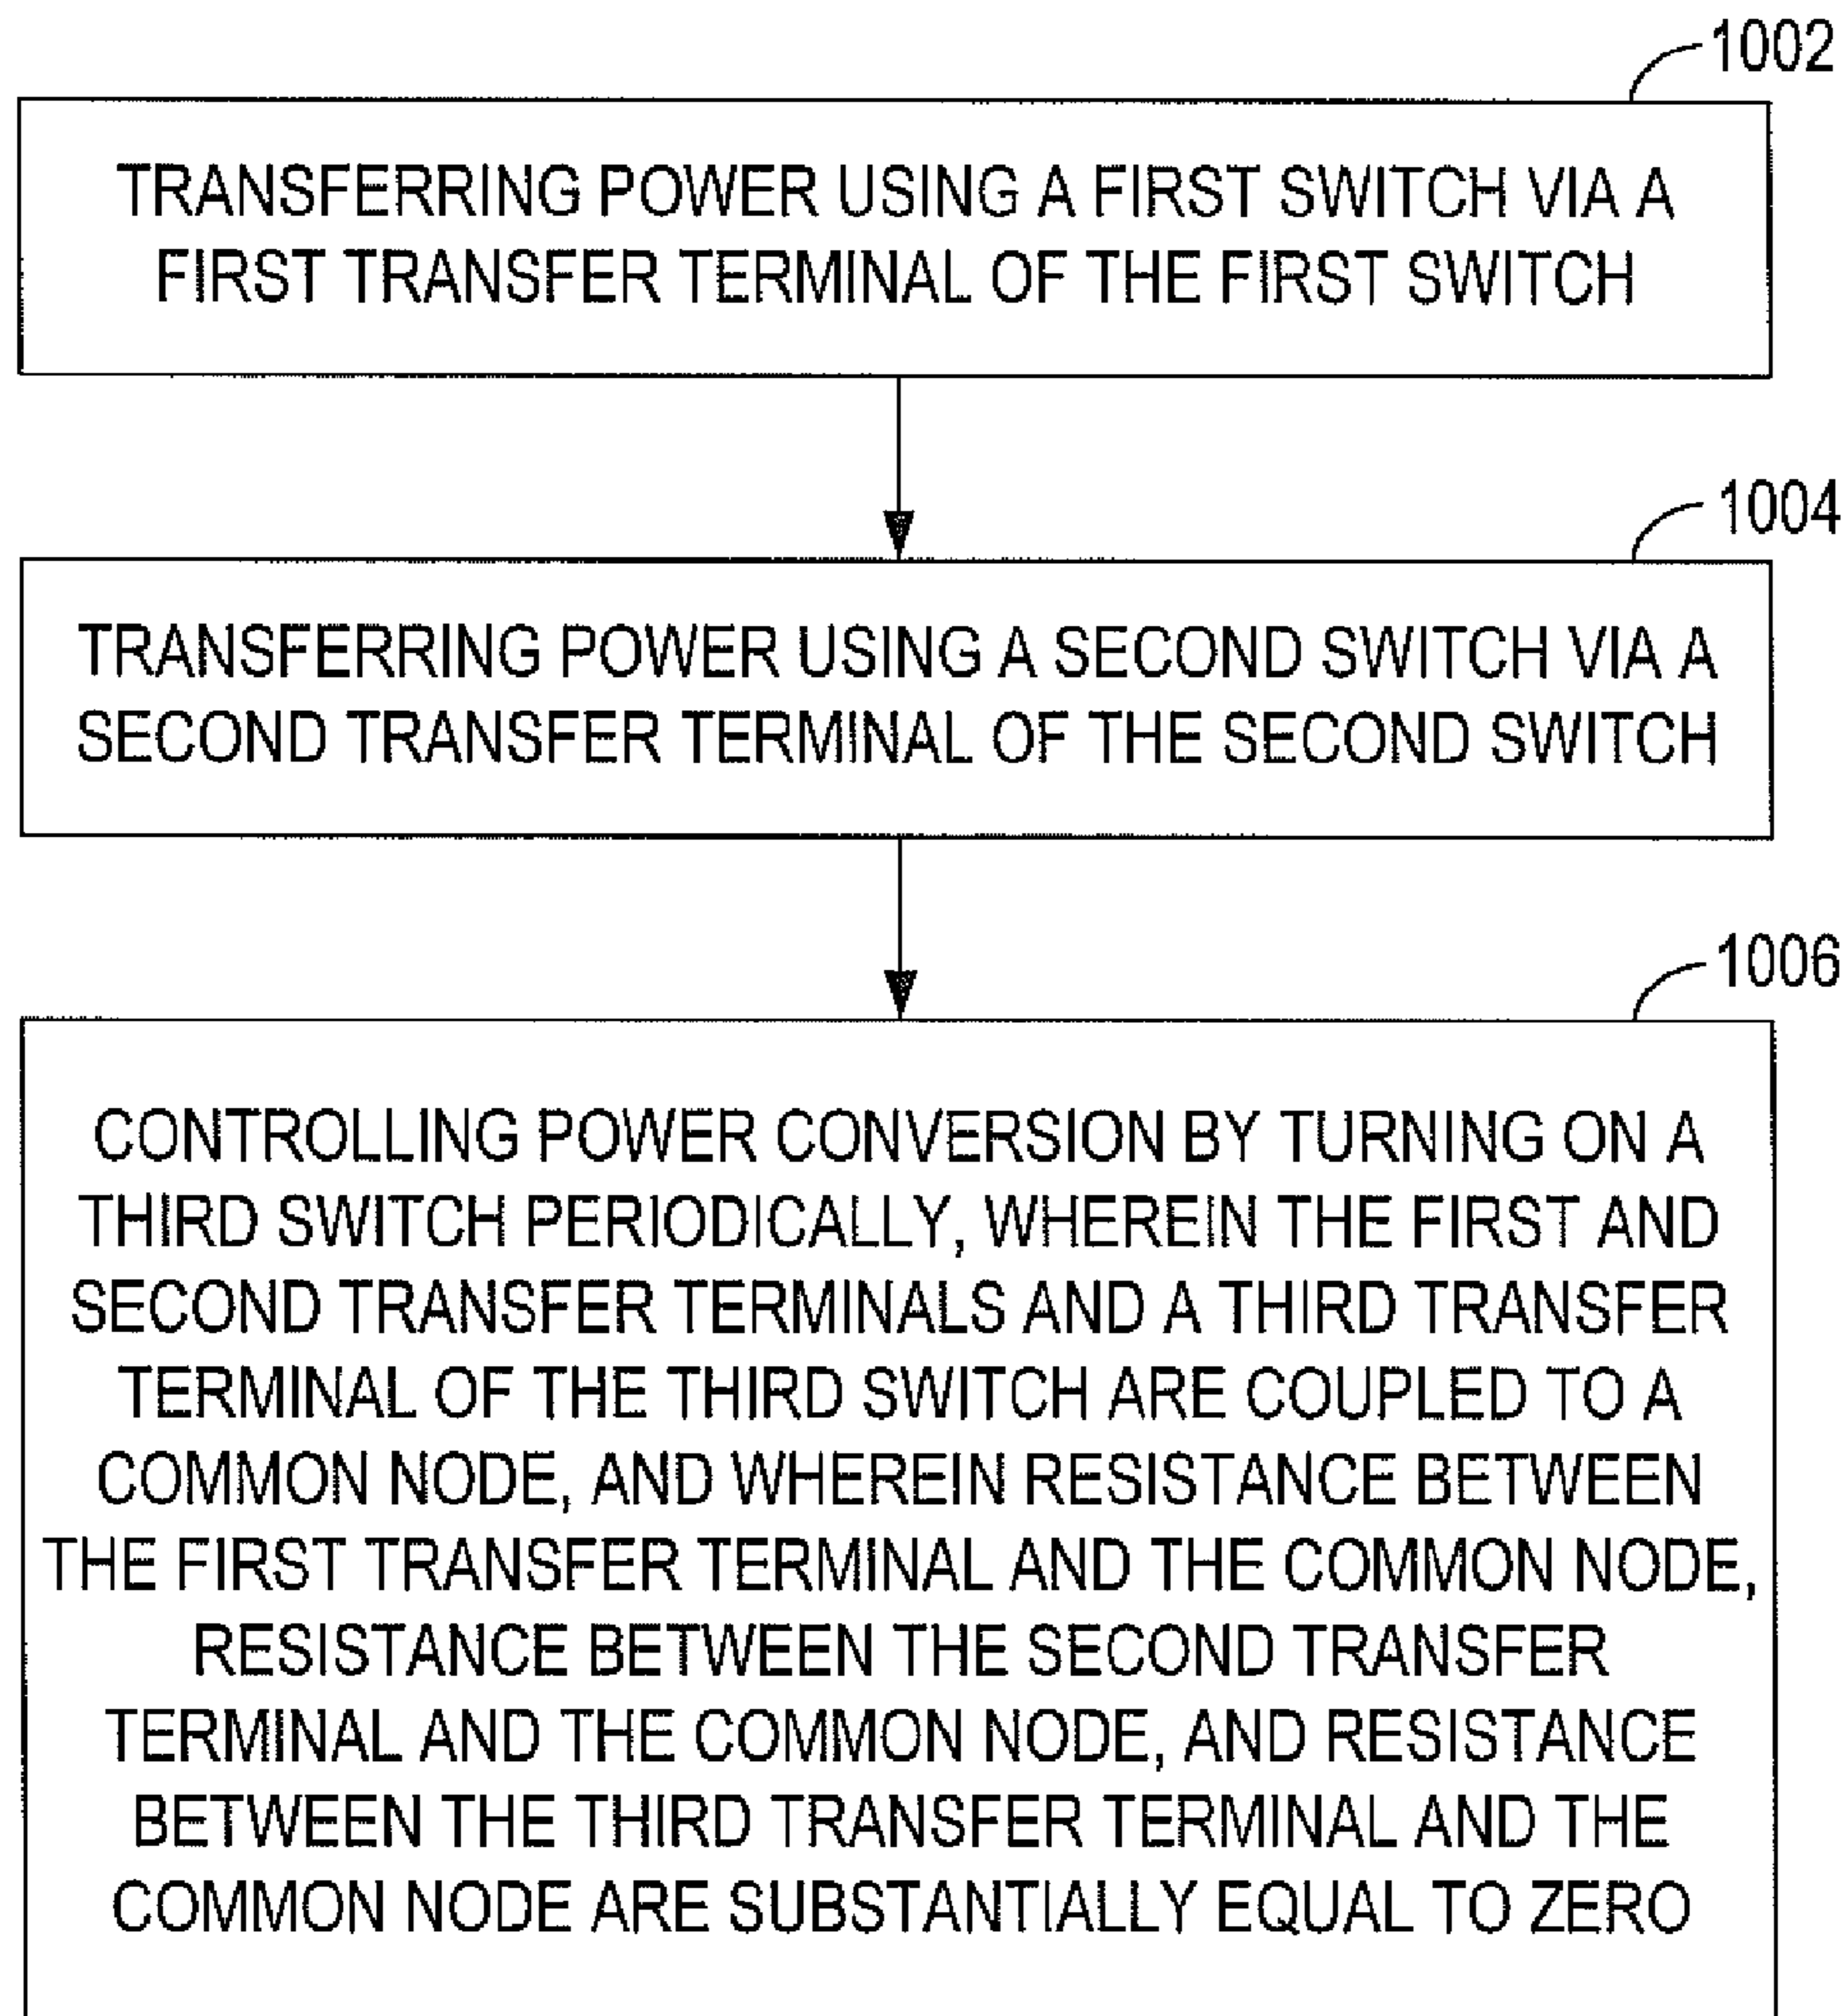 1002
TRANSFERRING POWER USING A FIRST SWITCH VIA A
FIRST TRANSFER TERMINAL OF THE FIRST SWITCH
1004
TRANSFERRING POWER USING A SECOND SWITCH VIA A
SECOND TRANSFER TERMINAL OF THE SECOND SWITCH
1006
CONTROLLING POWER CONVERSION BY TURNING ON A
THIRD SWITCH PERIODICALLY, WHEREIN THE FIRST AND
SECOND TRANSFER TERMINALS AND A THIRD TRANSFER
TERMINAL OF THE THIRD SWITCH ARE COUPLED TO A
COMMON NODE, AND WHEREIN RESISTANCE BETWEEN
THE FIRST TRANSFER TERMINAL AND THE COMMON NODE,
RESISTANCE BETWEEN THE SECOND TRANSFER
TERMINAL AND THE COMMON NODE, AND RESISTANCE
BETWEEN THE THIRD TRANSFER TERMINAL AND THE
COMMON NODE ARE SUBSTANTIALLY EQUAL TO ZERO